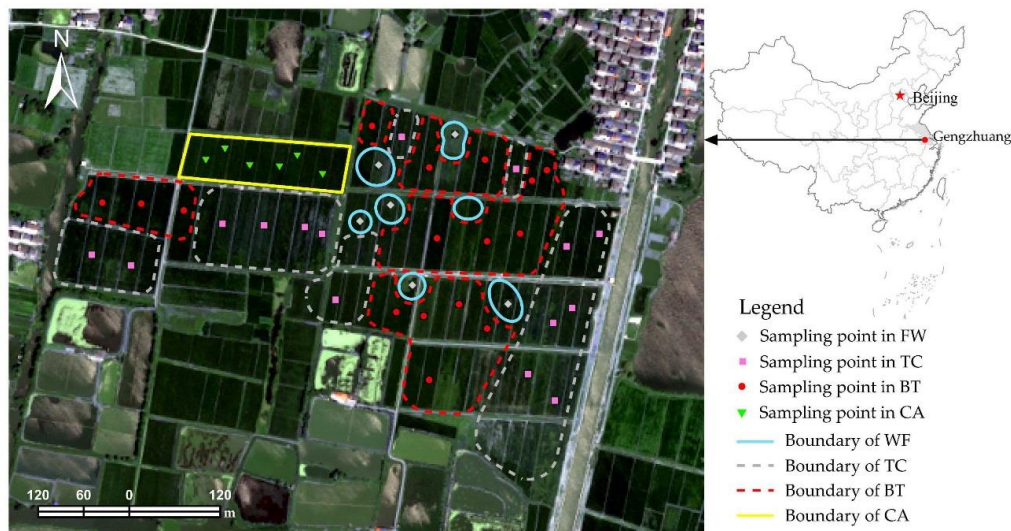 N
Beijing
Gengzhuang
Legend
Sampling point in FW
Sampling point in TC
Sampling point in BT
Sampling point in CA
Boundary of WF
Boundary of TC
Boundary of BT
Boundary of CA
120 60 0 120
m